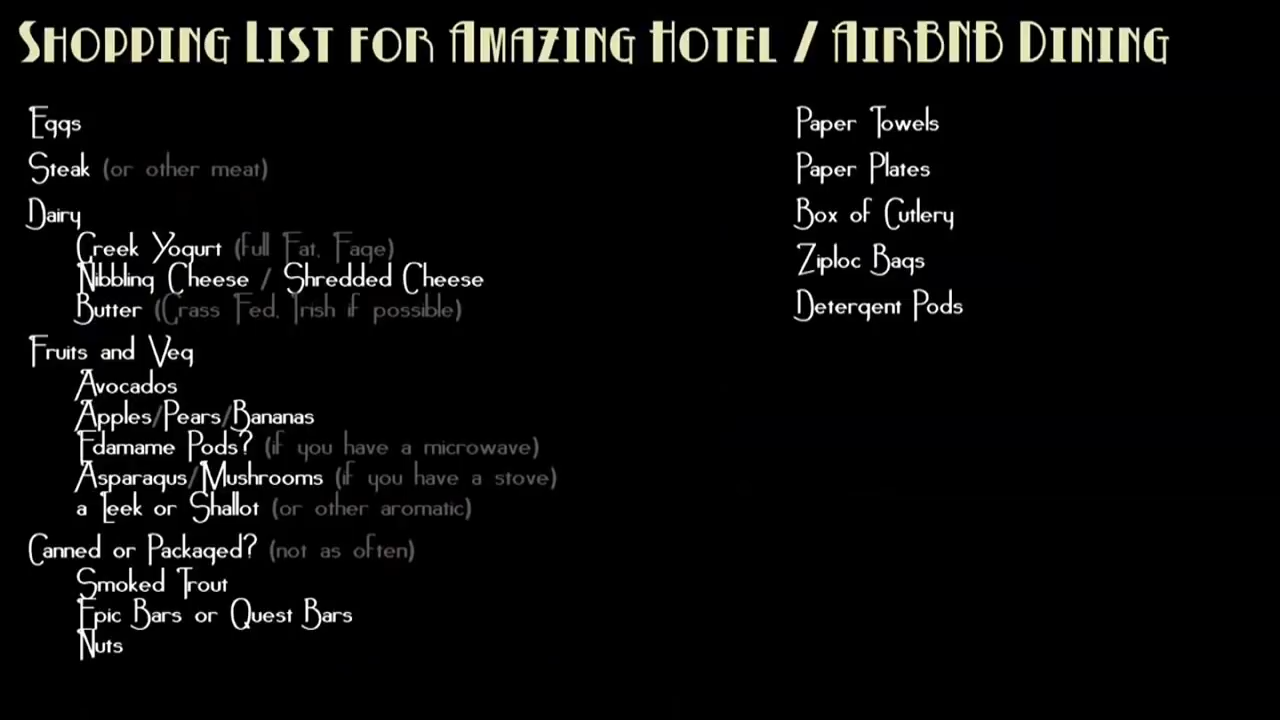 Shopping List for Amazing Hotel / AirBNB Dining
Eggs
Steak (or other meat)
Dairy
Greek Yogurt (full Fat, Fage)
Nibbling Cheese / Shredded Cheese
Butter (Grass Fed, Irish if possible)
Fruits and Veg
Avocados
Apples/Pears/Bananas
Edamame Pods? (if you have a microwave)
Asparagus/Mushrooms (if you have a stove)
a Leek or Shallot (or other aromatic)
Canned or Packaged? (not as often)
Smoked Trout
Epic Bars or Quest Bars
Nuts
Paper Towels
Paper Plates
Box of Cutlery
Ziploc Bags
Detergent Pods